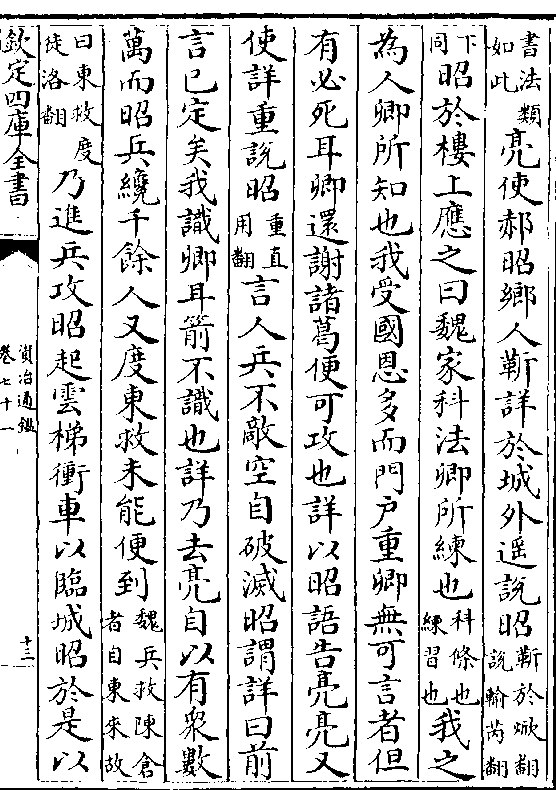 書法類如此亮使郝昭鄉人靳詳於城外遥說昭靳於焮翻說輸芮翻
下同昭於樓上應之曰魏家科法卿所練也科條也練習也我之
為人卿所知也我受國恩多而門户重卿無可言者但
有必死耳卿還謝諸葛便可攻也詳以昭語告亮亮又
使詳重說昭重直用翻言人兵不敵空自破滅昭謂詳曰前
言已定矣我識卿耳箭不識也詳乃去亮自以有衆數
萬而昭兵纔千餘人又度東救未能便到魏兵救陳倉者自東來故
曰東救度徒洛翻乃進兵攻昭起雲梯衝車以臨城昭於是以
欽定四庫全書
資治通鑑
卷七十一
十三